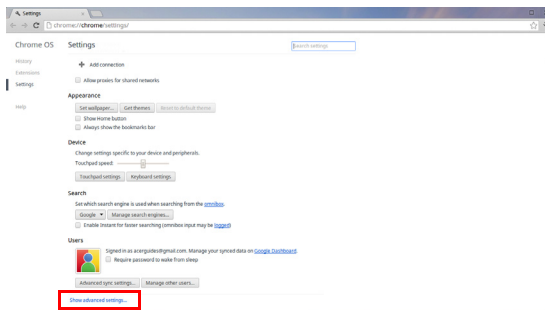 Settings
chrome://chrome/settings/
Chrome OS
Settings
Search settings
History
Extensions
Settings
Help
Add connection
Allow proxies for shared networks
Appearance
Set wallpaper... Get themes Reset to default theme
Show Home button
Always show the bookmarks bar
Device
Change settings specific to your device and peripherals.
Touchpad speed:
Touchpad settings Keyboard settings
Search
Set which search engine is used when searching from the omnibox.
Google Manage search engines...
Enable Instant for faster searching (omnibox input may be logged)
Users
Signed in as acerguides@gmail.com. Manage your synced data on Google Dashboard.
Require password to wake from sleep
Advanced sync settings... Manage other users...
Show advanced settings...